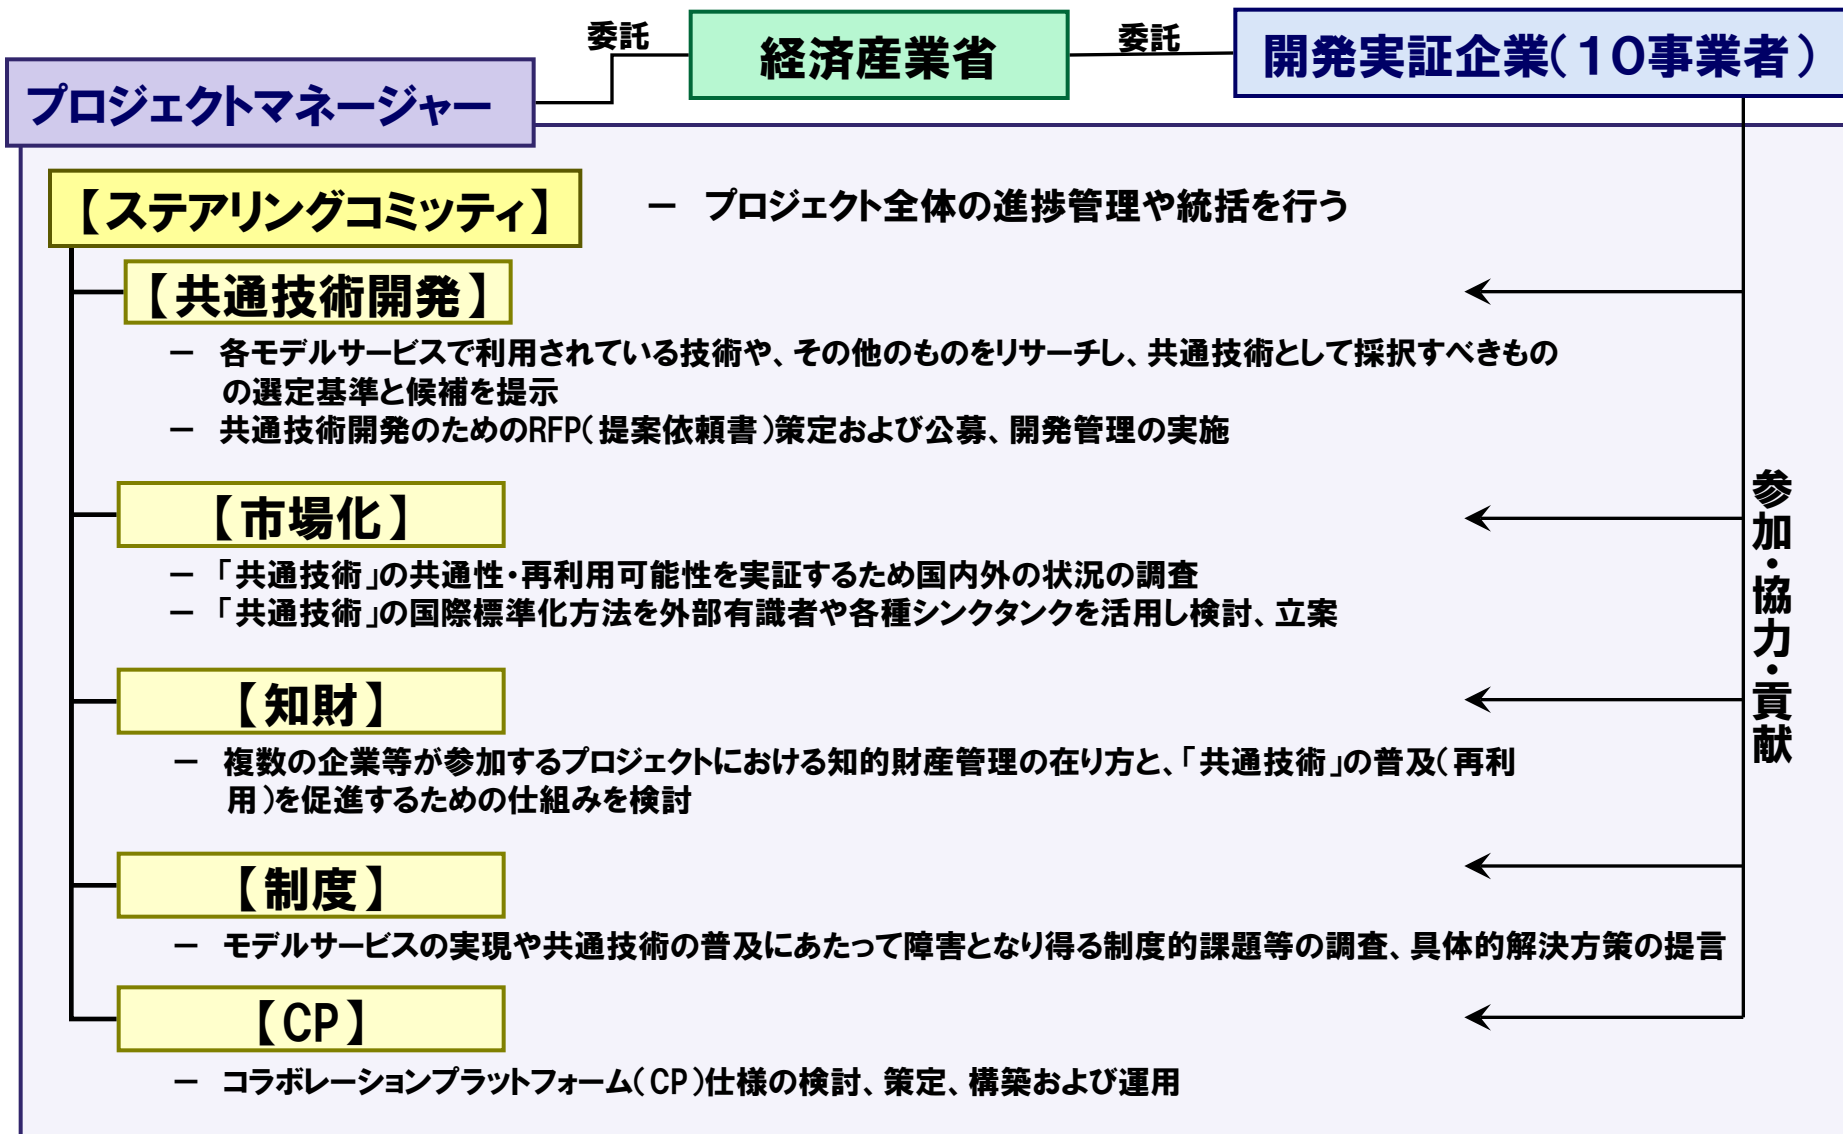 委託
経済産業省
委託
開発実証企業(10事業者)
プロジェクトマネージャー
【ステアリングコミッティ】
－ プロジェクト全体の進捗管理や統括を行う
【共通技術開発】
－ 各モデルサービスで利用されている技術や、その他のものをリサーチし、共通技術として採択すべきもの
の選定基準と候補を提示
－ 共通技術開発のためのRFP(提案依頼書)策定および公募、開発管理の実施
【市場化】
－「共通技術」の共通性・再利用可能性を実証するため国内外の状況の調査
－「共通技術」の国際標準化方法を外部有識者や各種シンクタンクを活用し検討、立案
【知財】
－ 複数の企業等が参加するプロジェクトにおける知的財産管理の在り方と、「共通技術」の普及(再利
用)を促進するための仕組みを検討
【制度】
－ モデルサービスの実現や共通技術の普及にあたって障害となり得る制度的課題等の調査、具体的解決方策の提言
【CP】
－ コラボレーションプラットフォーム(CP)仕様の検討、策定、構築および運用
参加・協力・貢献